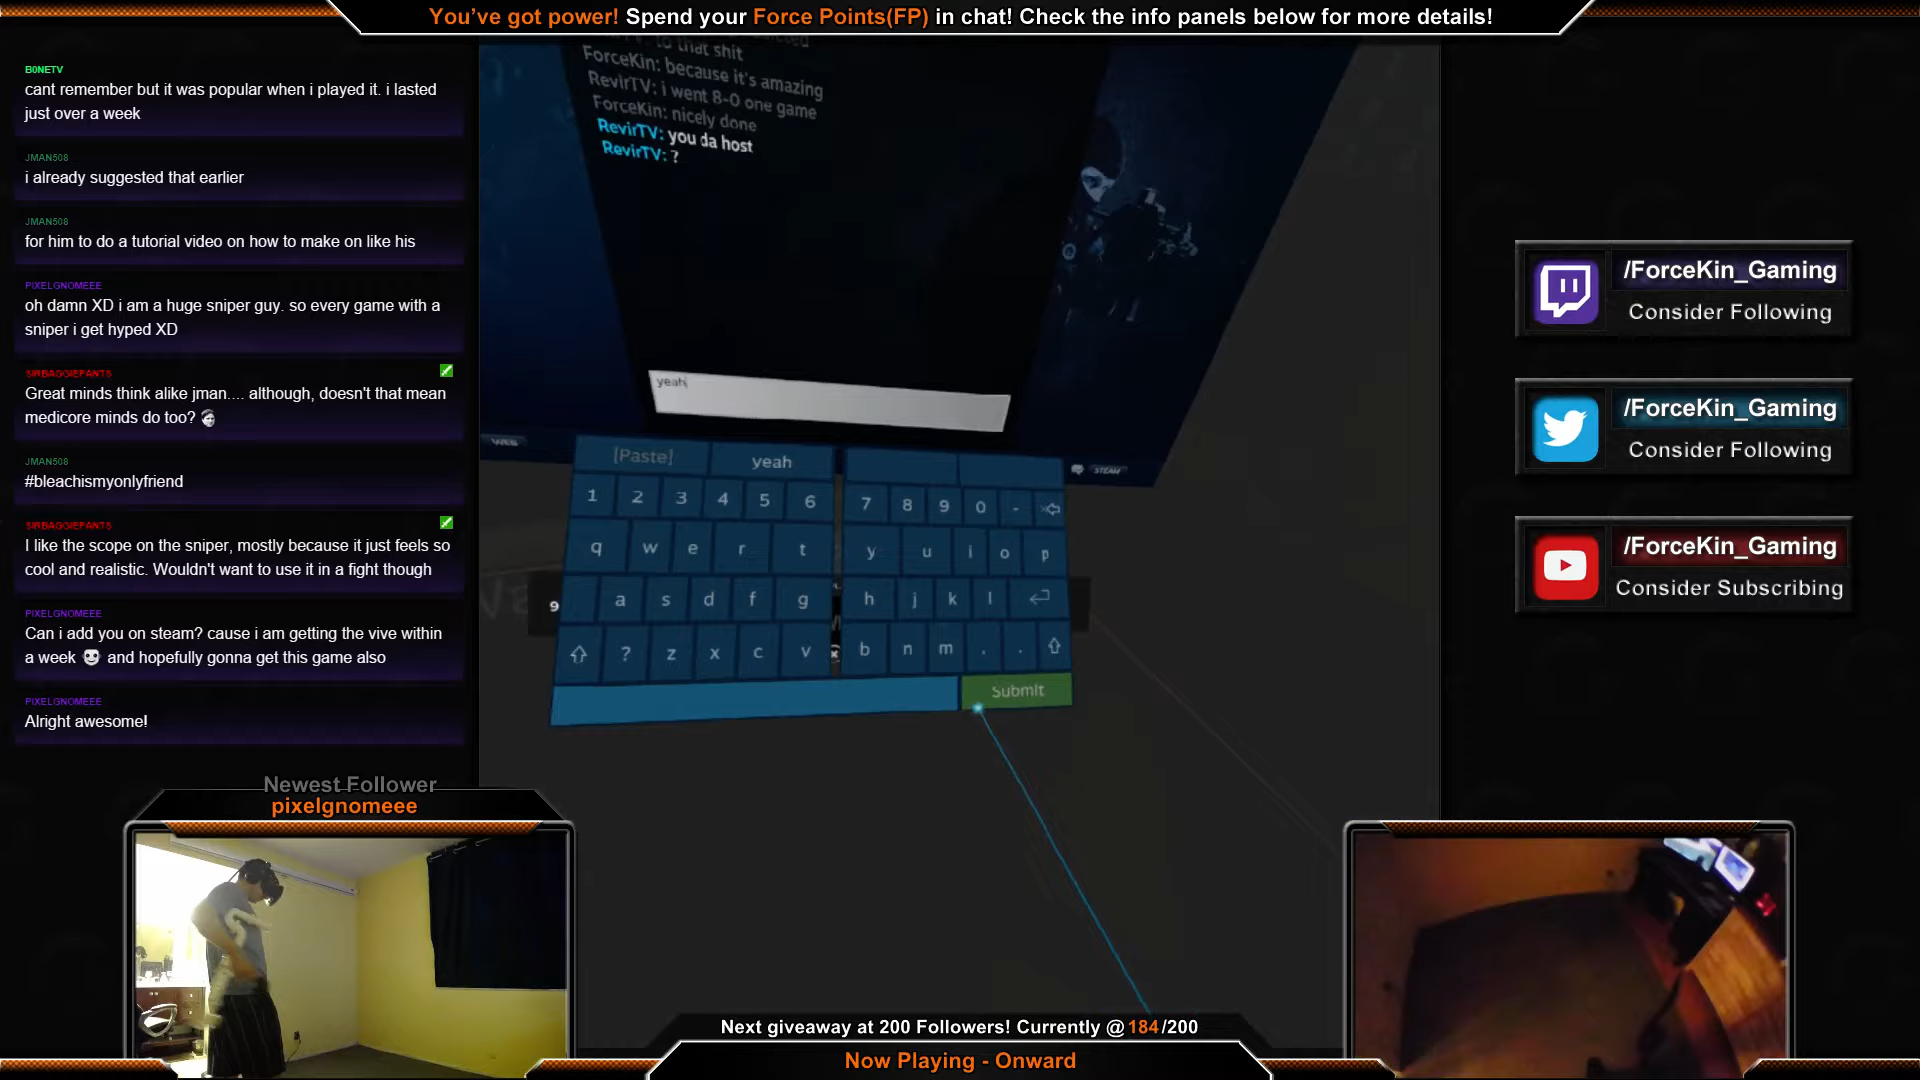 You've got power! Spend your Force Points(FP) in chat! Check the info panels below for more details!
B0NETV
cant remember but it was popular when i played it. i lasted
just over a week
JMAN508
i already suggested that earlier
JMAN508
for him to do a tutorial video on how to make on like his
PIXELGNOMEEE
oh damn XD i am a huge sniper guy. so every game with a
sniper i get hyped XD
SIRBAGGIEPANTS
Great minds think alike jman.... although, doesn't that mean
medicore minds do too?
JMAN508
#bleachismyonlyfriend
SIRBAGGIEPANTS
I like the scope on the sniper, mostly because it just feels so
cool and realistic. Wouldn't want to use it in a fight though
PIXELGNOMEEE
Can i add you on steam? cause i am getting the vive within
a week and hopefully gonna get this game also
PIXELGNOMEEE
Alright awesome!
to that shit
ForceKin: because it's amazing
RevirTV: i went 8-0 one game
ForceKin: nicely done
RevirTV: you da host
RevirTV: ?
yeah
WEB
STEAM
[Paste] yeah
1 2 3 4 5 6 7 8 9 0 -
q w e r t y u i o p
9 a s d f g h j k l
? z x c v b n m , .
Submit
/ForceKin_Gaming
Consider Following
/ForceKin_Gaming
Consider Following
/ForceKin_Gaming
Consider Subscribing
Newest Follower
pixelgnomeee
Next giveaway at 200 Followers! Currently @184/200
Now Playing - Onward